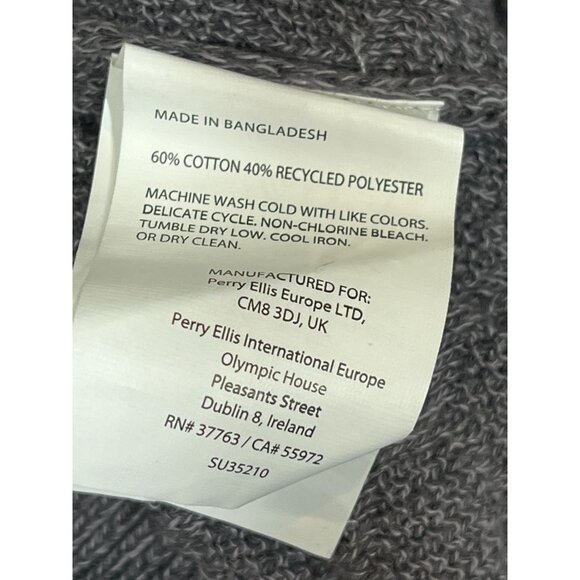 MADE IN BANGLADESH
60% COTTON 40% RECYCLED POLYESTER
MACHINE WASH COLD WITH LIKE COLORS.
DELICATE CYCLE. NON-CHLORINE BLEACH.
TUMBLE DRY LOW. COOL IRON.
OR DRY CLEAN.
MANUFACTURED FOR:
Perry Ellis Europe LTD,
CM8 3DJ, UK
Perry Ellis International Europe
Olympic House
Pleasants Street
Dublin 8, Ireland
RN# 37763 / CA# 55972
SU35210